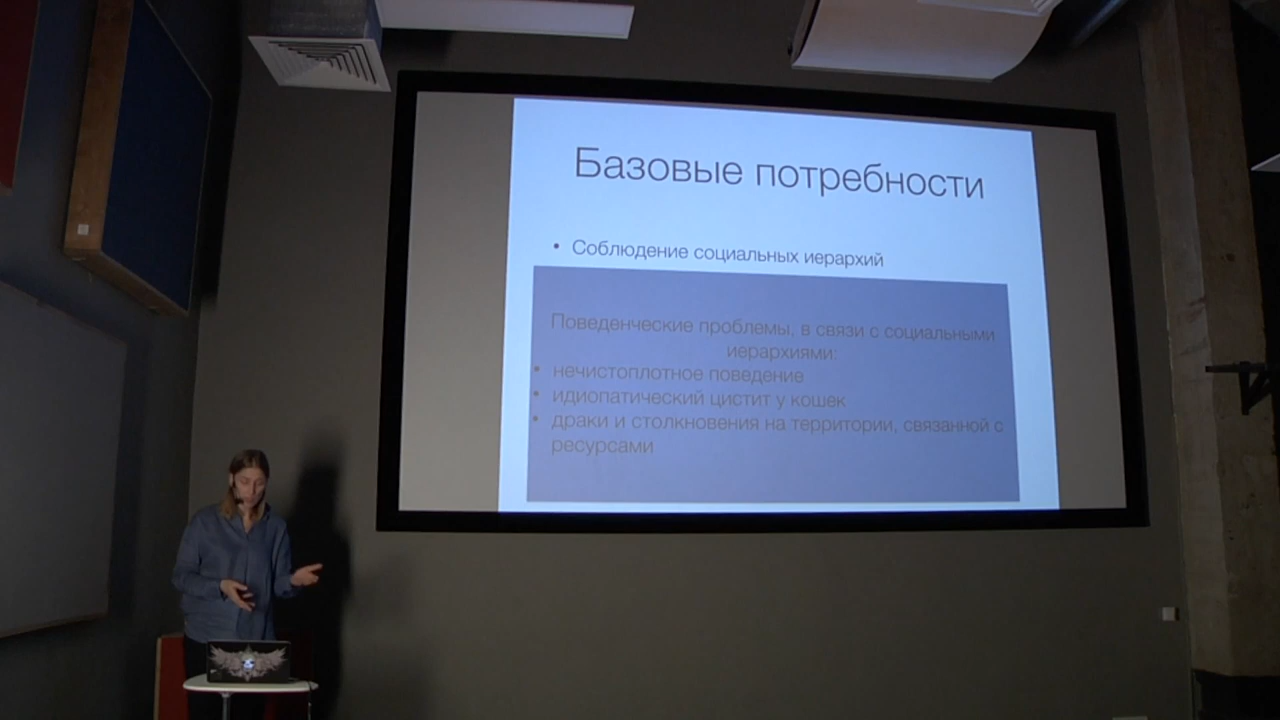 Базовые потребности
• Соблюдение социальных иерархий
Поведенческие проблемы, в связи с социальными
иерархиями:
• нечистоплотное поведение
• идиопатический цистит у кошек
• драки и столкновения на территории, связанной с
ресурсами